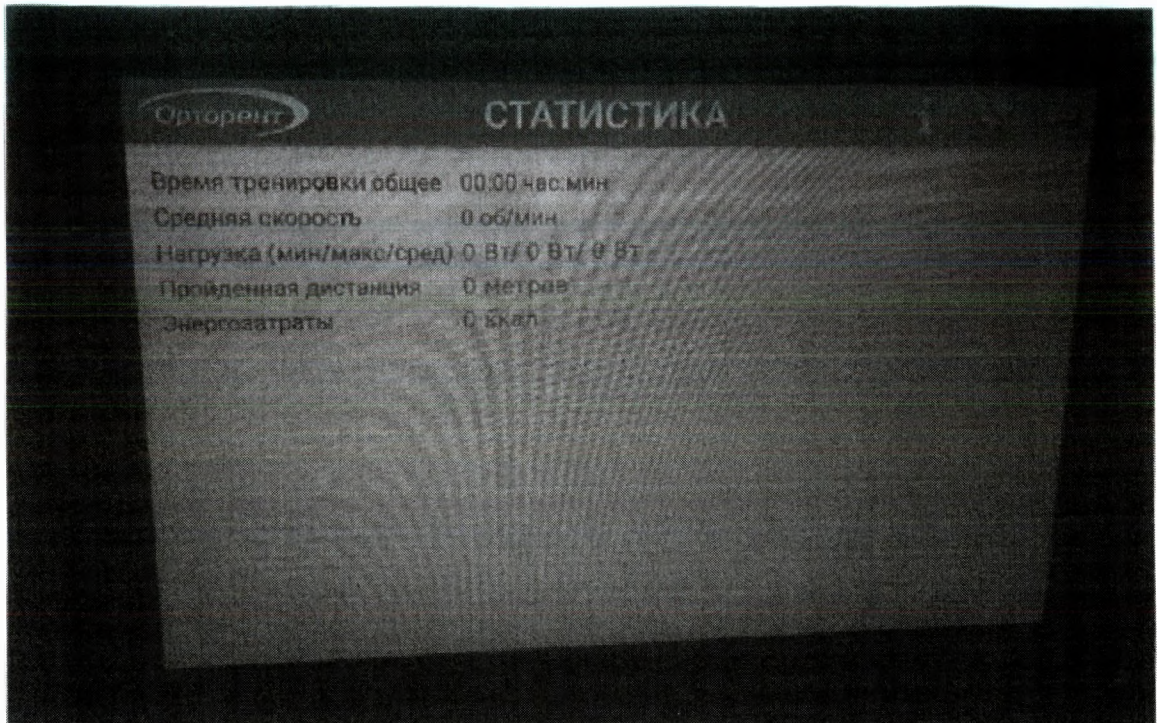 Орторент
СТАТИСТИКА
i
Время тренировки общее 00:00 час:мин
Средняя скорость 0 об/мин
Нагрузка (мин/макс/сред) 0 Вт/ 0 Вт/ 0 Вт
Пройденная дистанция 0 метров
Энергозатраты 0 ккал